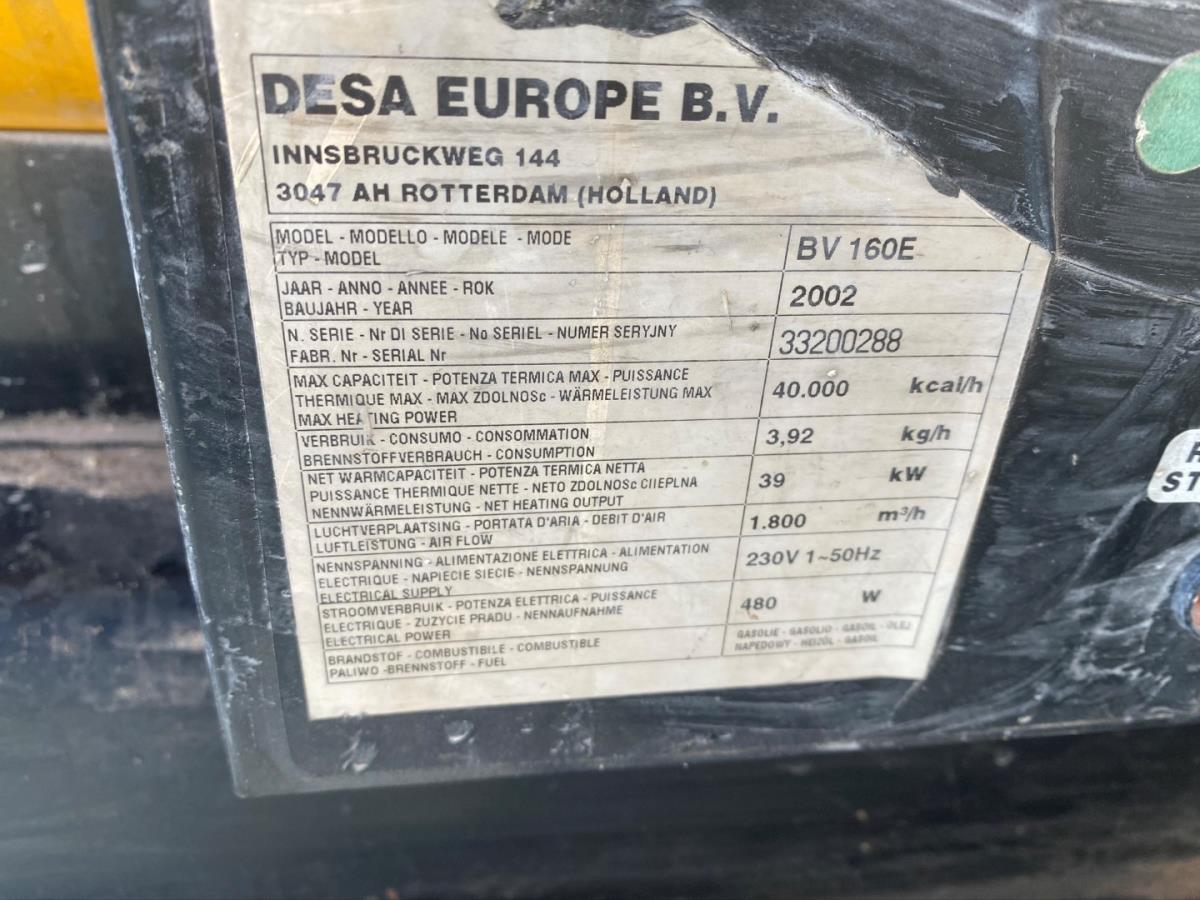 DESA EUROPE B.V.
INNSBRUCKWEG 144
3047 AH ROTTERDAM (HOLLAND)
MODEL - MODELLO - MODELE - MODE
TYP - MODEL
BV 160E
JAAR - ANNO - ANNEE - ROK
BAUJAHR - YEAR
2002
N. SERIE - Nr DI SERIE - No SERIEL - NUMER SERYJNY
FABR. Nr - SERIAL Nr
33200288
MAX CAPACITEIT - POTENZA TERMICA MAX - PUISSANCE
THERMIQUE MAX - MAX ZDOLNOSc - WÄRMELEISTUNG MAX
MAX HEATING POWER
40.000 kcal/h
VERBRUIK - CONSUMO - CONSOMMATION
BRENNSTOFFVERBRAUCH - CONSUMPTION
3,92 kg/h
NET WARMCAPACITEIT - POTENZA TERMICA NETTA
PUISSANCE THERMIQUE NETTE - NETO ZDOLNOSc CIIEPLNA
NENNWÄRMELEISTUNG - NET HEATING OUTPUT
39 kW
LUCHTVERPLAATSING - PORTATA D'ARIA - DEBIT D'AIR
LUFTLEISTUNG - AIR FLOW
1.800 m³/h
NENNSPANNING - ALIMENTAZIONE ELETTRICA - ALIMENTATION
ELECTRIQUE - NAPIECIE SIECIE - NENNSPANNUNG
ELECTRICAL SUPPLY
230V 1~50Hz
STROOMVERBRUIK - POTENZA ELETTRICA - PUISSANCE
ELECTRIQUE - ZUZYCIE PRADU - NENNAUFNAHME
ELECTRICAL POWER
480 W
BRANDSTOF - COMBUSTIBILE - COMBUSTIBLE
PALIWO -BRENNSTOFF - FUEL
GASOLIE - GASOLIO - GASOIL - OLEJ
NAPEDOWY - HEIZÖL - GASOIL